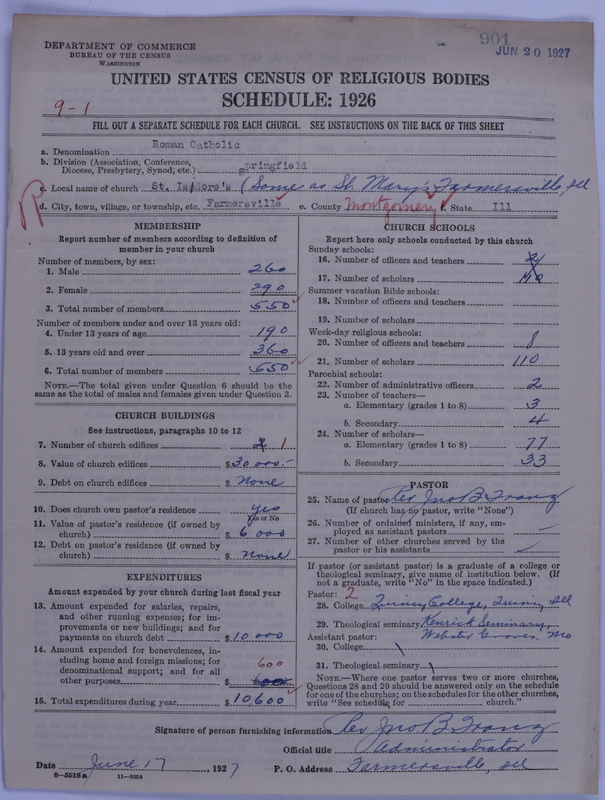 901
JUN 20 1927
DEPARTMENT OF COMMERCE
BUREAU OF THE CENSUS
WASHINGTON
UNITED STATES CENSUS OF RELIGIOUS BODIES
SCHEDULE: 1926
9-1
FILL OUT A SEPARATE SCHEDULE FOR EACH CHURCH. SEE INSTRUCTIONS ON THE BACK OF THIS SHEET
a. Denomination Roman Catholic
b. Division (Association, Conference, Diocese, Presbytery, Synod, etc.) Springfield
c. Local name of church St. Isidore's (Same as St. Mary's Farmersville, Ill
d. City, town, village, or township, etc. Farmersville e. County Montgomery f. State Ill
MEMBERSHIP
Report number of members according to definition of
member in your church
Number of members, by sex:
1. Male 260
2. Female 290
3. Total number of members 550
Number of members under and over 13 years old:
4. Under 13 years of age 190
5. 13 years old and over 360
6. Total number of members 550
NOTE.—The total given under Question 6 should be
same as the total of males and females given under Question 3.
CHURCH BUILDINGS
See instructions, paragraphs 10 to 12
7. Number of church edifices 1
8. Value of church edifices $30,000.-
9. Debt on church edifices $ None
10. Does church own pastor's residence yes
Yes or No
11. Value of pastor's residence (if owned by
church) $ 6000
12. Debt on pastor's residence (if owned by
church) $ none
EXPENDITURES
Amount expended by your church during last fiscal year
13. Amount expended for salaries, repairs,
and other running expenses; for im-
provements or new buildings; and for
payments on church debt $10000
14. Amount expended for benevolences, in-
cluding home and foreign missions; for
denominational support; and for all
other purposes $ 600 600
15. Total expenditures during year $ 10600
CHURCH SCHOOLS
Report here only schools conducted by this church
Sunday schools:
16. Number of officers and teachers
17. Number of scholars
Summer vacation Bible schools:
18. Number of officers and teachers
19. Number of scholars
Week-day religious schools:
20. Number of officers and teachers 8
21. Number of scholars 110
Parochial schools:
22. Number of administrative officers 2
23. Number of teachers—
a. Elementary (grades 1 to 8) 3
b. Secondary 4
24. Number of scholars—
a. Elementary (grades 1 to 8) 77
b. Secondary 33
PASTOR
25. Name of pastor Rev Jno B Franz
(If church has no pastor, write "None")
26. Number of ordained ministers, if any, em-
ployed as assistant pastors
27. Number of other churches served by the
pastor or his assistants
If pastor (or assistant pastor) is a graduate of a college or
theological seminary, give name of institution below. (If
not a graduate, write "No" in the space indicated.)
Pastor: 2
28. College Quincy College, Quincy, Ill
29. Theological seminary Kenrick Seminary,
Assistant pastor: Webster Groves, Mo
30. College
31. Theological seminary
NOTE.—Where one pastor serves two or more churches,
Questions 28 and 29 should be answered only on the schedule
for one of the churches; on the schedules for the other churches,
write "See schedule for church."
Signature of person furnishing information Rev Jno B Franz
Official title Administrator
Date June 17, 1927 P. O. Address Farmersville, Ill
8-5518a 11-9024